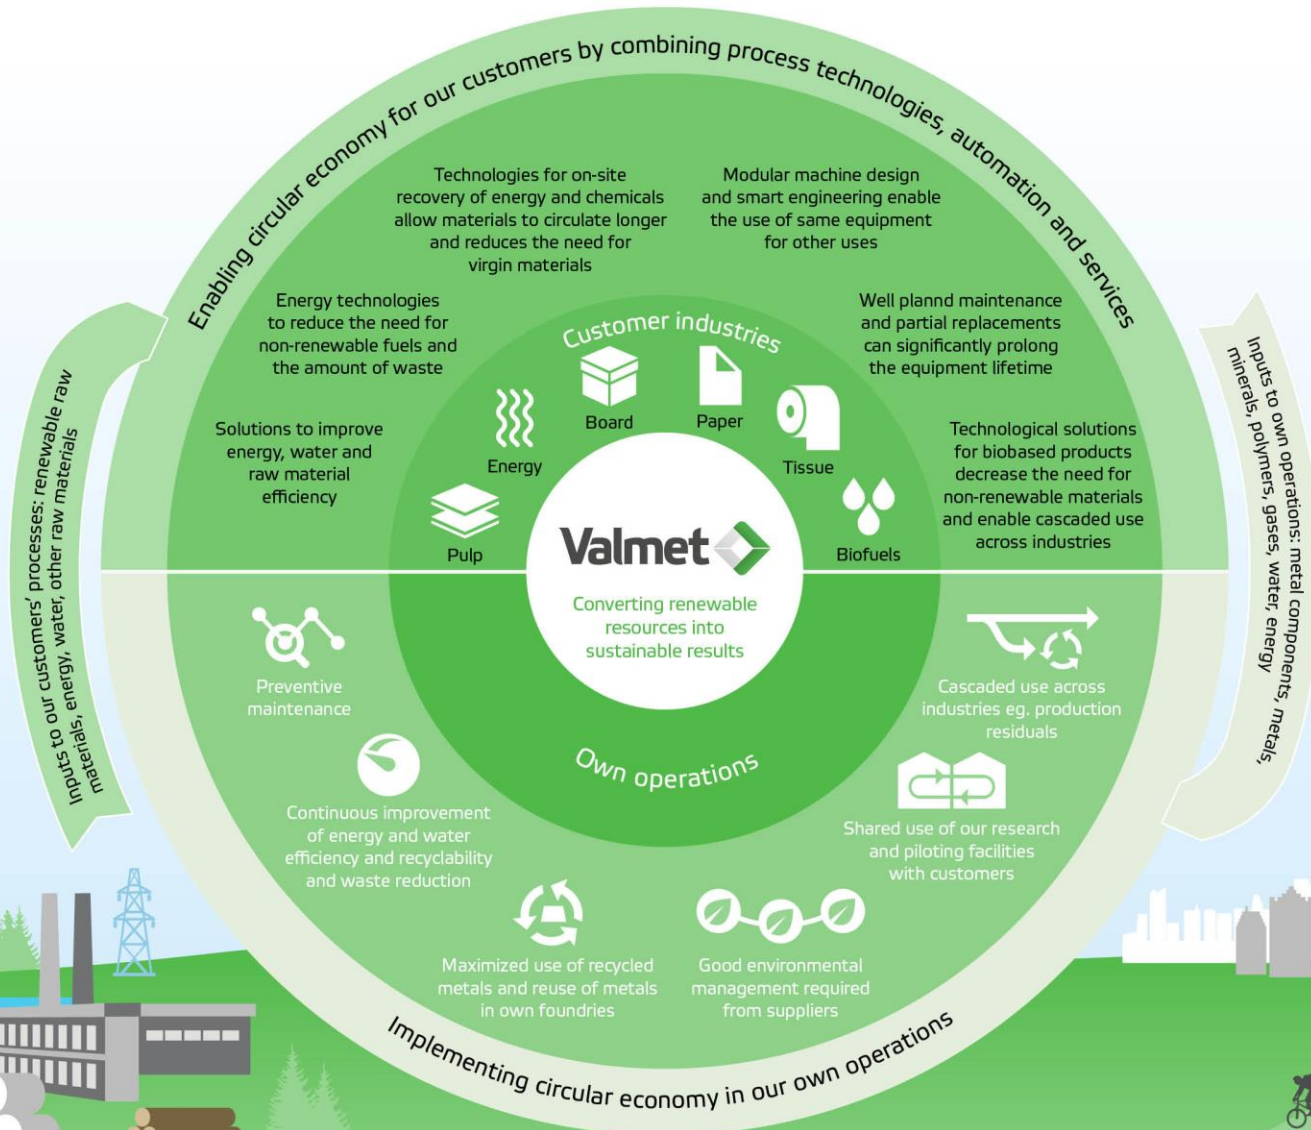 Enabling circular economy for our customers by combining process technologies, automation and services
Technologies for on-site
recovery of energy and chemicals
allow materials to circulate longer
and reduces the need for
virgin materials
Modular machine design
and smart engineering enable
the use of same equipment
for other uses
Energy technologies
to reduce the need for
non-renewable fuels and
the amount of waste
Well plannd maintenance
and partial replacements
can significantly prolong
the equipment lifetime
Solutions to improve
energy, water and
raw material
efficiency
Technological solutions
for biobased products
decrease the need for
non-renewable materials
and enable cascaded use
across industries
Customer industries
Pulp
Energy
Board
Paper
Tissue
Biofuels
Valmet
Converting renewable
resources into
sustainable results
Own operations
Preventive
maintenance
Continuous improvement
of energy and water
efficiency and recyclability
and waste reduction
Maximized use of recycled
metals and reuse of metals
in own foundries
Good environmental
management required
from suppliers
Shared use of our research
and piloting facilities
with customers
Cascaded use across
industries eg. production
residuals
Implementing circular economy in our own operations
Inputs to our customers' processes: renewable raw
materials, energy, water, other raw materials
Inputs to own operations: metal components, metals,
minerals, polymers, gases, water, energy